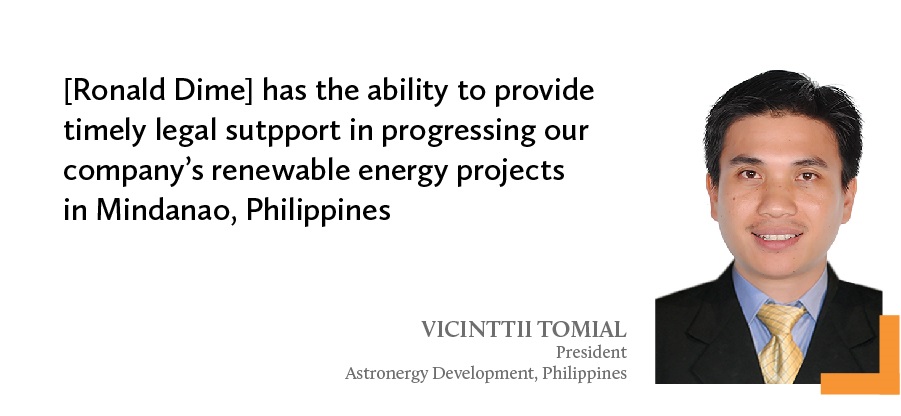 [Ronald Dime] has the ability to provide
timely legal sutpport in progressing our
company’s renewable energy projects
in Mindanao, Philippines
VICINTTII TOMIAL
President
Astronergy Development, Philippines